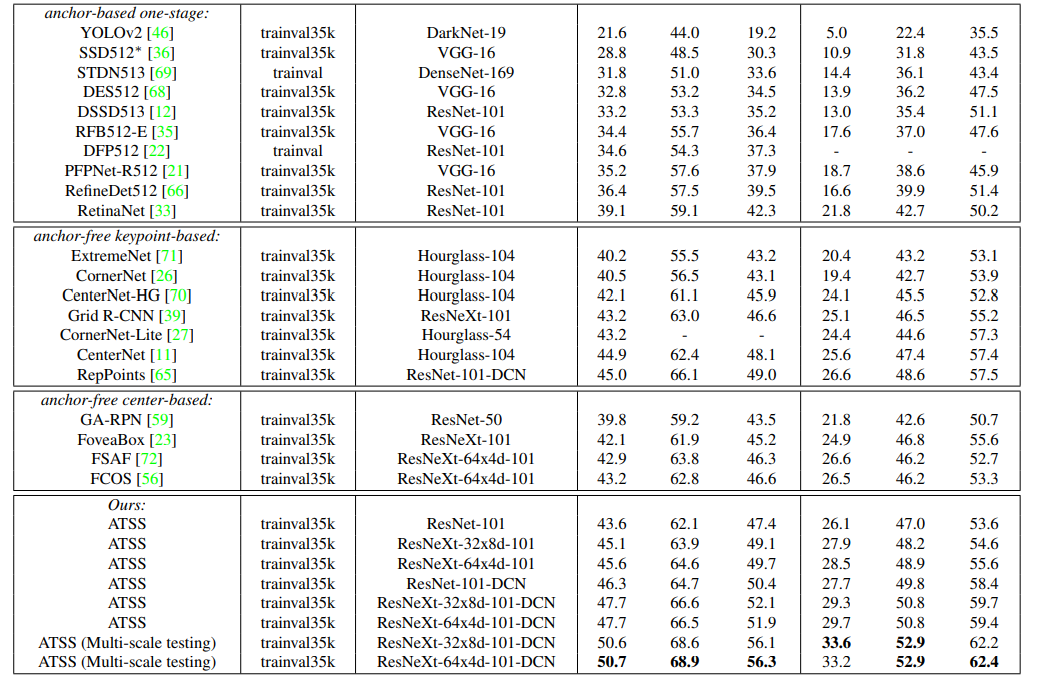 anchor-based one-stage:
YOLOv2 [46] trainval35k DarkNet-19 21.6 44.0 19.2 5.0 22.4 35.5
SSD512* [36] trainval35k VGG-16 28.8 48.5 30.3 10.9 31.8 43.5
STDN513 [69] trainval DenseNet-169 31.8 51.0 33.6 14.4 36.1 43.4
DES512 [68] trainval35k VGG-16 32.8 53.2 34.5 13.9 36.2 47.5
DSSD513 [12] trainval35k ResNet-101 33.2 53.3 35.2 13.0 35.4 51.1
RFB512-E [35] trainval35k VGG-16 34.4 55.7 36.4 17.6 37.0 47.6
DFP512 [22] trainval ResNet-101 34.6 54.3 37.3 - - -
PFPNet-R512 [21] trainval35k VGG-16 35.2 57.6 37.9 18.7 38.6 45.9
RefineDet512 [66] trainval35k ResNet-101 36.4 57.5 39.5 16.6 39.9 51.4
RetinaNet [33] trainval35k ResNet-101 39.1 59.1 42.3 21.8 42.7 50.2
anchor-free keypoint-based:
ExtremeNet [71] trainval35k Hourglass-104 40.2 55.5 43.2 20.4 43.2 53.1
CornerNet [26] trainval35k Hourglass-104 40.5 56.5 43.1 19.4 42.7 53.9
CenterNet-HG [70] trainval35k Hourglass-104 42.1 61.1 45.9 24.1 45.5 52.8
Grid R-CNN [39] trainval35k ResNeXt-101 43.2 63.0 46.6 25.1 46.5 55.2
CornerNet-Lite [27] trainval35k Hourglass-54 43.2 - - 24.4 44.6 57.3
CenterNet [11] trainval35k Hourglass-104 44.9 62.4 48.1 25.6 47.4 57.4
RepPoints [65] trainval35k ResNet-101-DCN 45.0 66.1 49.0 26.6 48.6 57.5
anchor-free center-based:
GA-RPN [59] trainval35k ResNet-50 39.8 59.2 43.5 21.8 42.6 50.7
FoveaBox [23] trainval35k ResNeXt-101 42.1 61.9 45.2 24.9 46.8 55.6
FSAF [72] trainval35k ResNeXt-64x4d-101 42.9 63.8 46.3 26.6 46.2 52.7
FCOS [56] trainval35k ResNeXt-64x4d-101 43.2 62.8 46.6 26.5 46.2 53.3
Ours:
ATSS trainval35k ResNet-101 43.6 62.1 47.4 26.1 47.0 53.6
ATSS trainval35k ResNeXt-32x8d-101 45.1 63.9 49.1 27.9 48.2 54.6
ATSS trainval35k ResNeXt-64x4d-101 45.6 64.6 49.7 28.5 48.9 55.6
ATSS trainval35k ResNet-101-DCN 46.3 64.7 50.4 27.7 49.8 58.4
ATSS trainval35k ResNeXt-32x8d-101-DCN 47.7 66.6 52.1 29.3 50.8 59.7
ATSS trainval35k ResNeXt-64x4d-101-DCN 47.7 66.5 51.9 29.7 50.8 59.4
ATSS (Multi-scale testing) trainval35k ResNeXt-32x8d-101-DCN 50.6 68.6 56.1 33.6 52.9 62.2
ATSS (Multi-scale testing) trainval35k ResNeXt-64x4d-101-DCN 50.7 68.9 56.3 33.2 52.9 62.4